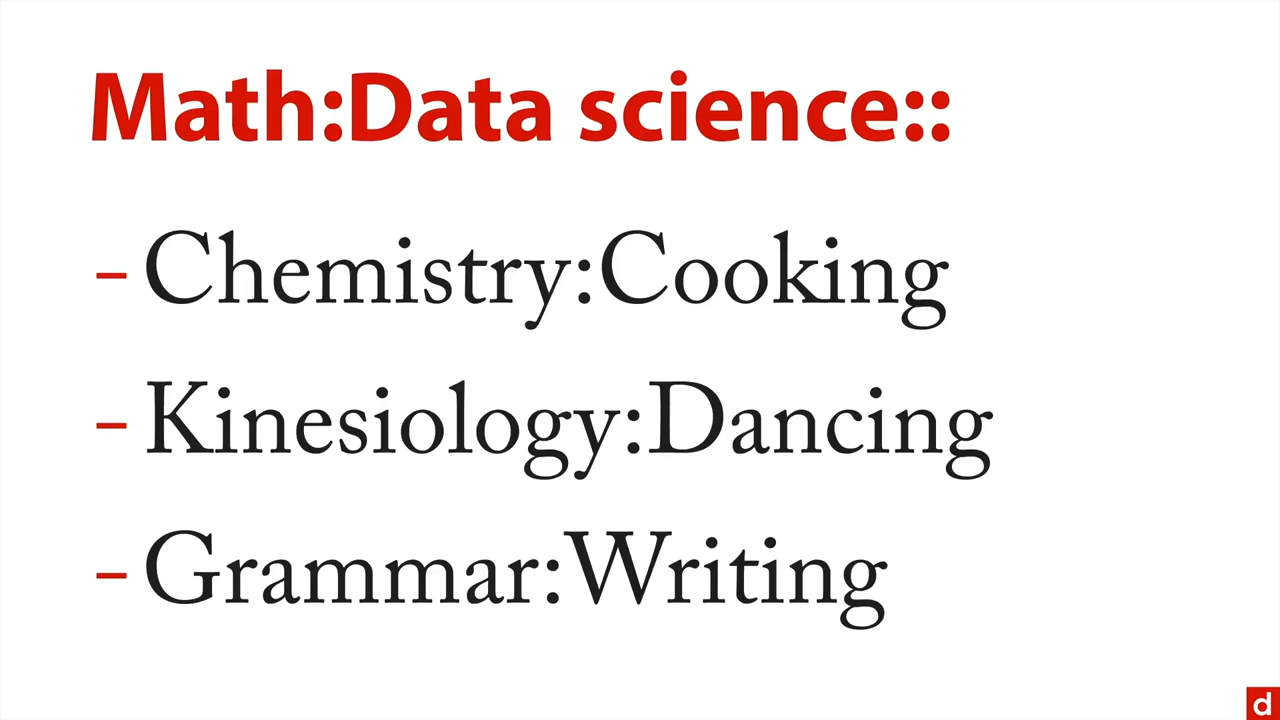 Math:Data science::
– Chemistry:Cooking
– Kinesiology:Dancing
– Grammar:Writing
d